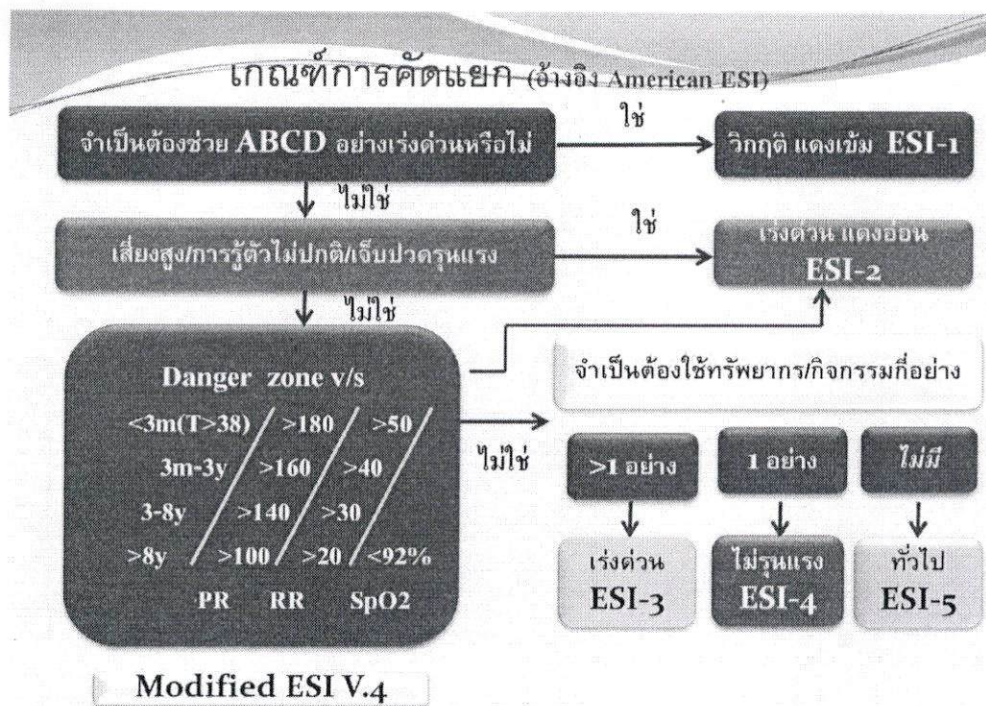 เกณฑ์การคัดแยก (อ้างอิง American ESI)
จำเป็นต้องช่วย ABCD อย่างเร่งด่วนหรือไม่
ใช่
วิกฤติ แดงเข้ม ESI-1
ไม่ใช่
เสี่ยงสูง/การรู้ตัวไม่ปกติ/เจ็บปวดรุนแรง
ใช่
เร่งด่วน แดงอ่อน
ESI-2
ไม่ใช่
Danger zone v/s
<3m(T>38) >180 >50
3m-3y >160 >40
3-8y >140 >30
>8y >100 >20 <92%
PR RR SpO2
ไม่ใช่
จำเป็นต้องใช้ทรัพยากร/กิจกรรมกี่อย่าง
>1 อย่าง
1 อย่าง
ไม่มี
เร่งด่วน
ESI-3
ไม่รุนแรง
ESI-4
ทั่วไป
ESI-5
Modified ESI V.4